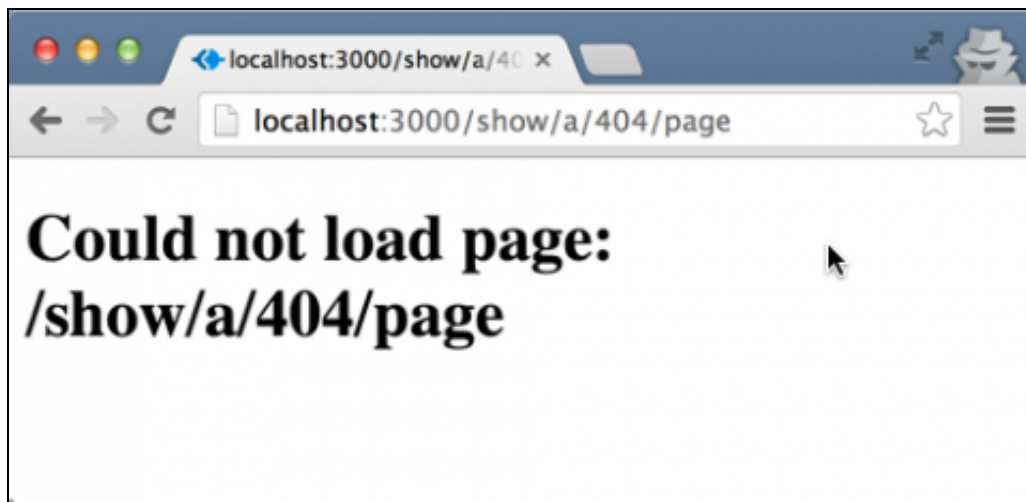 localhost:3000/show/a/40
localhost:3000/show/a/404/page
Could not load page:
/show/a/404/page